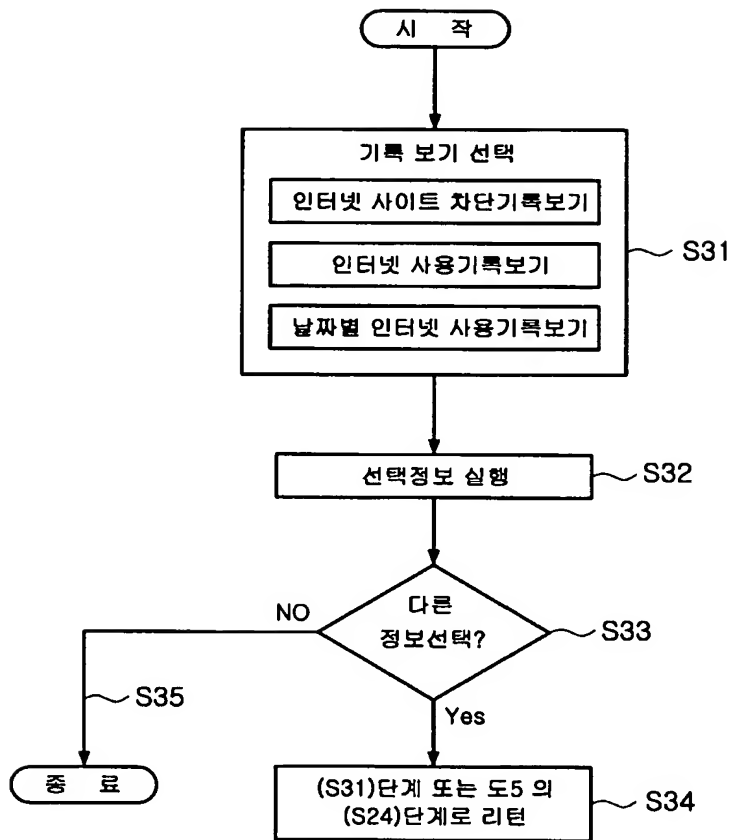 시 작
기록 보기 선택
인터넷 사이트 차단기록보기
인터넷 사용기록보기
날짜별 인터넷 사용기록보기
S31
선택정보 실행
S32
다른
정보선택?
S33
NO
S35
Yes
종 료
(S31)단계 또는 도5 의
(S24)단계로 리턴
S34